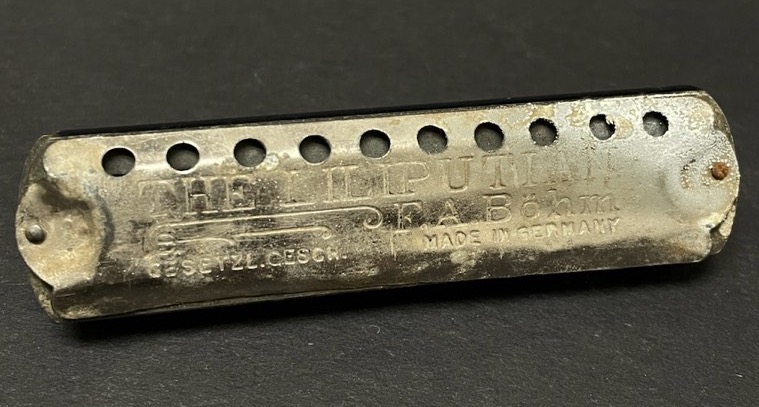 THE LILIPUTIAN
F.A Böhm
GESETZL.GESCH.
MADE IN GERMANY